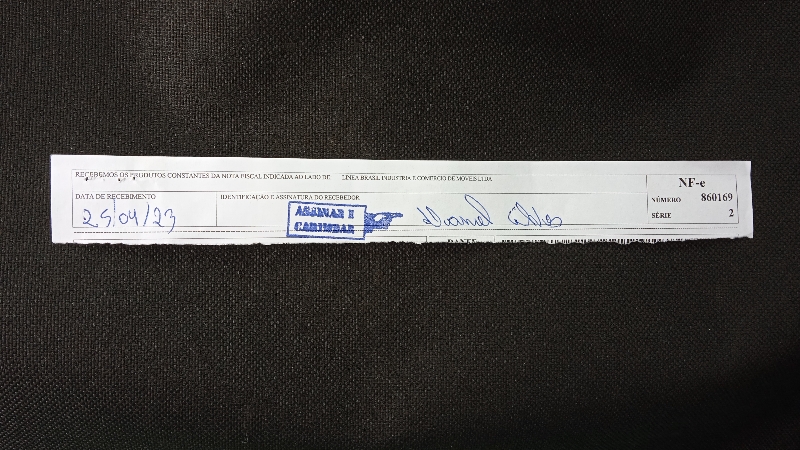 RECEBEMOS OS PRODUTOS CONSTANTES DA NOTA FISCAL INDICADA AO LADO DE LINEA BRASIL INDUSTRIA E COMERCIO DE MOVEIS LTDA
NF-e
NÚMERO 860169
SÉRIE 2
DATA DE RECEBIMENTO
25/04/23
IDENTIFICACAO E ASSINATURA DO RECEBEDOR
ASSINAR E
CARIMBAR